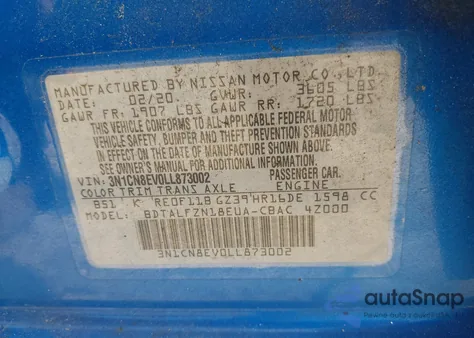 MANUFACTURED BY NISSAN MOTOR CO.,LTD.
DATE: 02/20 GVWR: 3605 LBS
GAWR FR: 1907 LBS GAWR RR: 1720 LBS
THIS VEHICLE CONFORMS TO ALL APPLICABLE FEDERAL MOTOR
VEHICLE SAFETY, BUMPER AND THEFT PREVENTION STANDARDS
IN EFFECT ON THE DATE OF MANUFACTURE SHOWN ABOVE.
SEE OWNER'S MANUAL FOR ADDITIONAL INFORMATION.
VIN: 3N1CN8EV0LL873002 PASSENGER CAR.
COLOR TRIM TRANS AXLE ENGINE
B51 K RE0F11B GZ39 HR16DE 1598 CC
MODEL: BDTALFZN18EUA-CBAC 4Z000
3N1CN8EV0LL873002
autoSnap